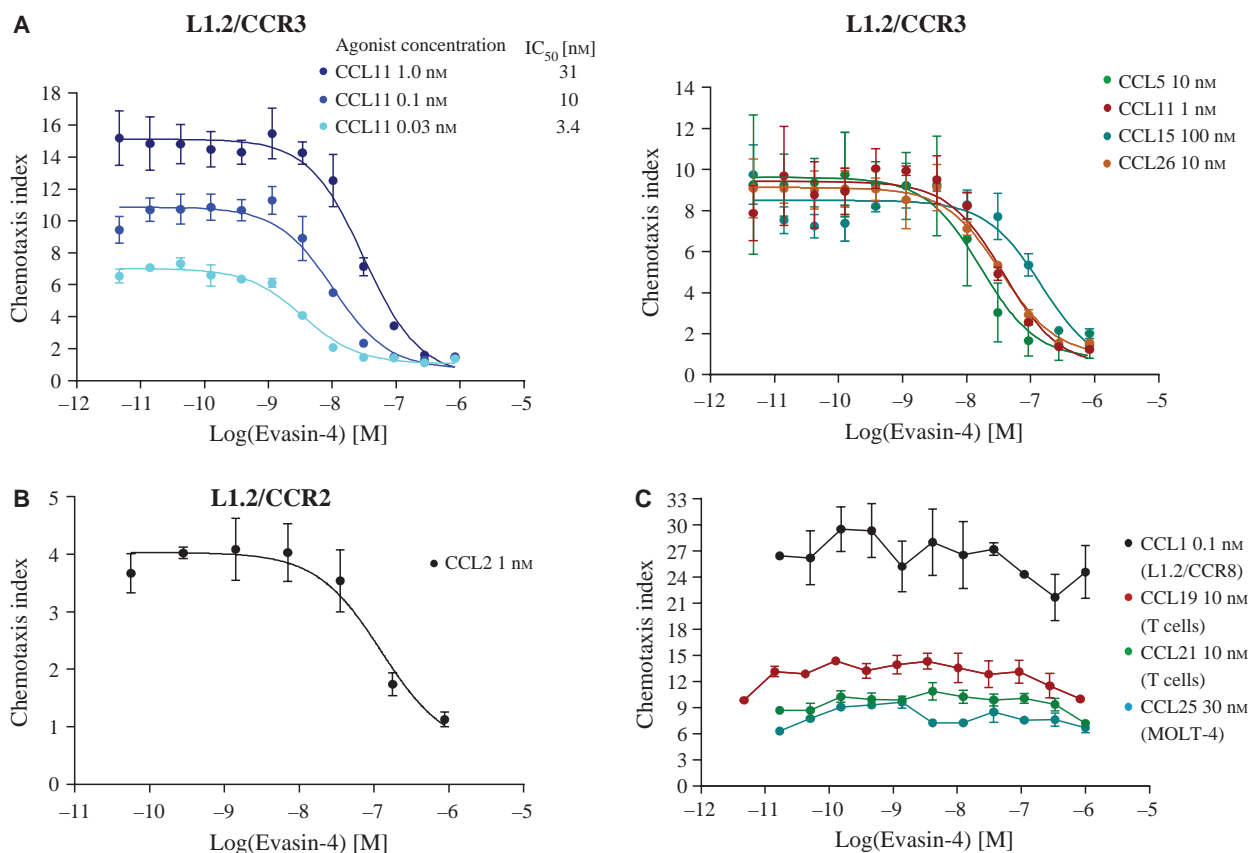 A
L1.2/CCR3
Agonist concentration IC50 [nM]
CCL11 1.0 nM 31
CCL11 0.1 nM 10
CCL11 0.03 nM 3.4
Chemotaxis index
18
16
14
12
10
8
6
4
2
0
–12 –11 –10 –9 –8 –7 –6 –5
Log(Evasin-4) [M]
L1.2/CCR3
CCL5 10 nM
CCL11 1 nM
CCL15 100 nM
CCL26 10 nM
Chemotaxis index
14
12
10
8
6
4
2
0
–12 –11 –10 –9 –8 –7 –6 –5
Log(Evasin-4) [M]
B
L1.2/CCR2
CCL2 1 nM
Chemotaxis index
5
4
3
2
1
0
–10 –9 –8 –7 –6 –5
Log(Evasin-4) [M]
C
CCL1 0.1 nM
(L1.2/CCR8)
CCL19 10 nM
(T cells)
CCL21 10 nM
(T cells)
CCL25 30 nM
(MOLT-4)
Chemotaxis index
33
30
27
24
21
18
15
12
9
6
3
0
–11 –10 –9 –8 –7 –6 –5
Log(Evasin-4) [M]